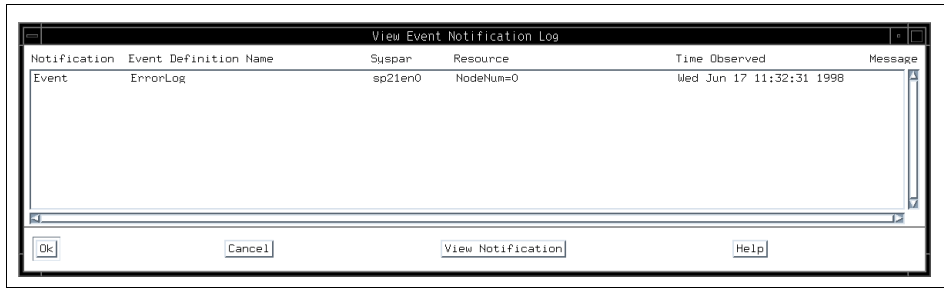 View Event Notification Log
Notification Event Definition Name Syspar Resource Time Observed Message
Event ErrorLog sp21en0 NodeNum=0 Wed Jun 17 11:32:31 1998
Ok Cancel View Notification Help